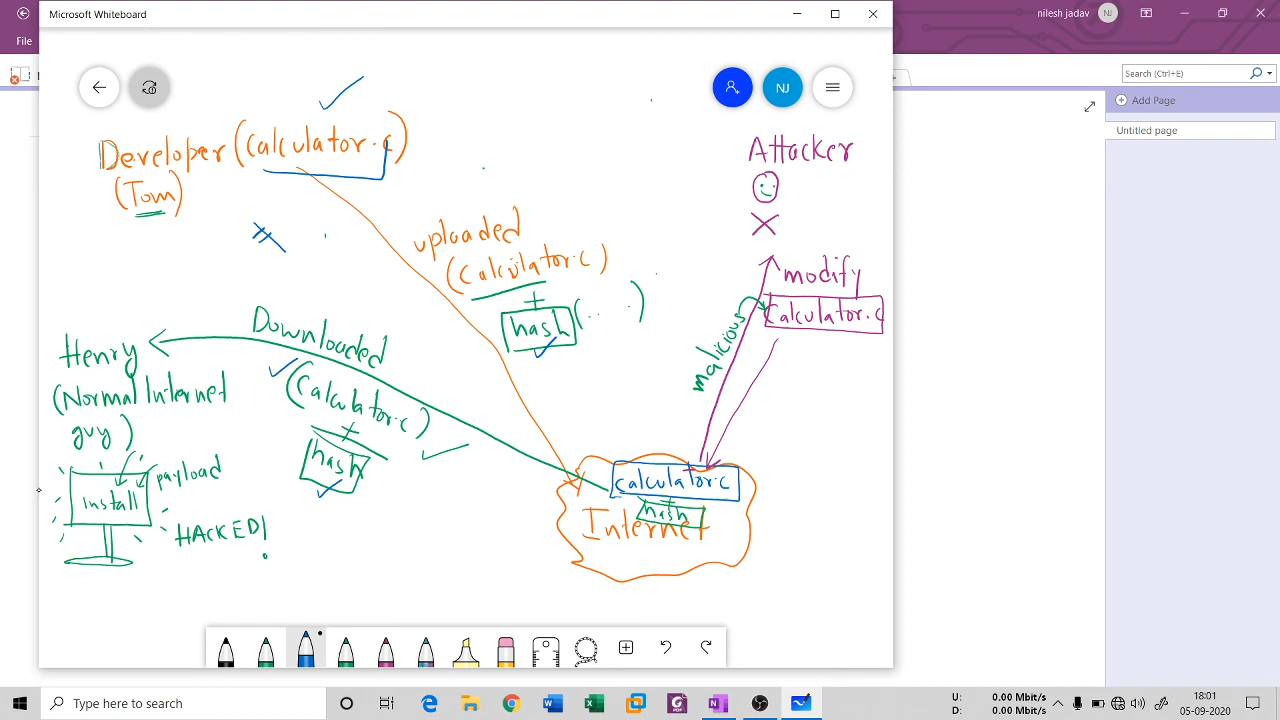 Microsoft Whiteboard
nilesh jadav
NJ
File
Search (Ctrl+E)
NJ
Add Page
Untitled page
Developer (Calculator.c)
(Tom)
Attacker
uploaded
(Calculator.c)
+
hash (.. . )
modify
Calculator.c
malicious
Downloaded
(Calculator.c)
+
hash
Henry
(Normal Internet
guy)
payload
install
HACKED!
calculator.c
+
hash
Internet
Type here to search
U: 0.00 Mbit/s
D: 0.00 Mbit/s
18:01
05-09-2020